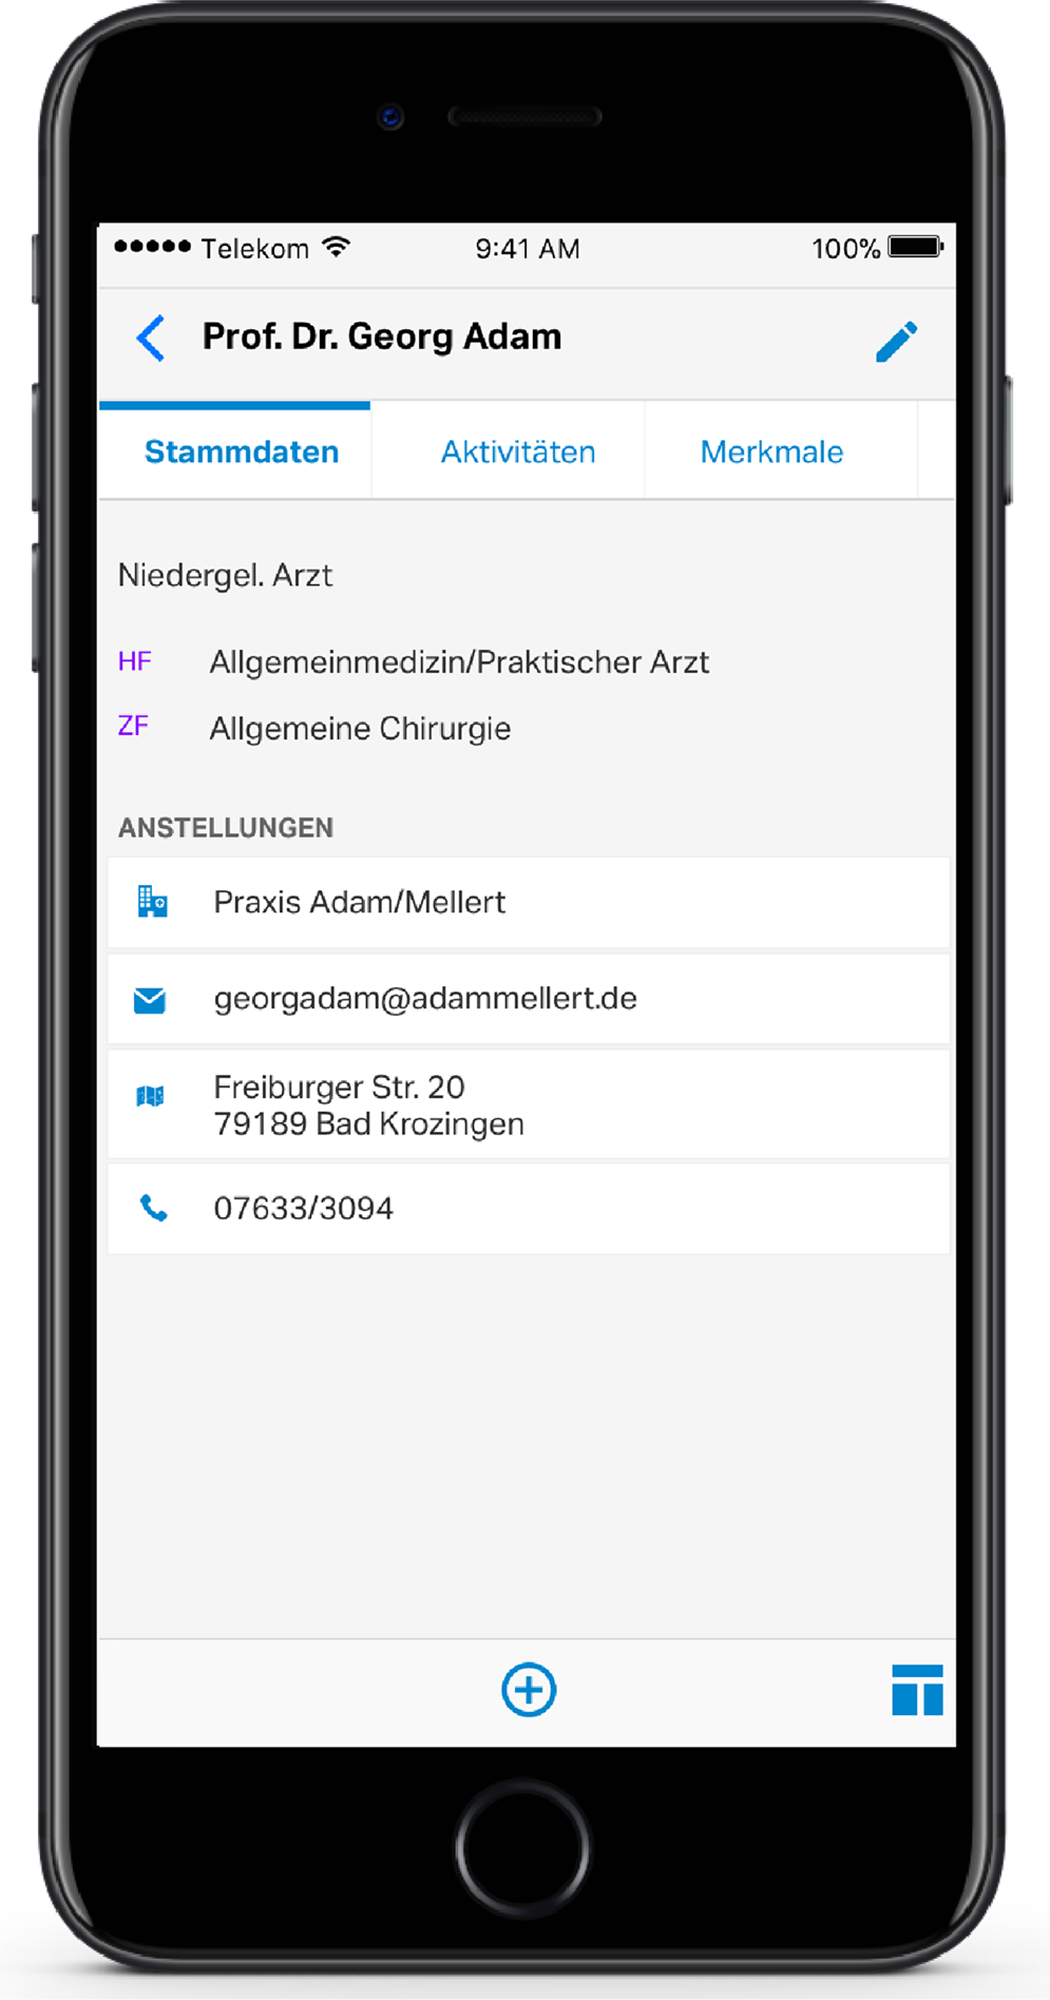 Telekom 9:41 AM 100%
Prof. Dr. Georg Adam
Stammdaten Aktivitäten Merkmale
Niedergel. Arzt
HF Allgemeinmedizin/Praktischer Arzt
ZF Allgemeine Chirurgie
ANSTELLUNGEN
Praxis Adam/Mellert
georgadam@adammellert.de
Freiburger Str. 20
79189 Bad Krozingen
07633/3094